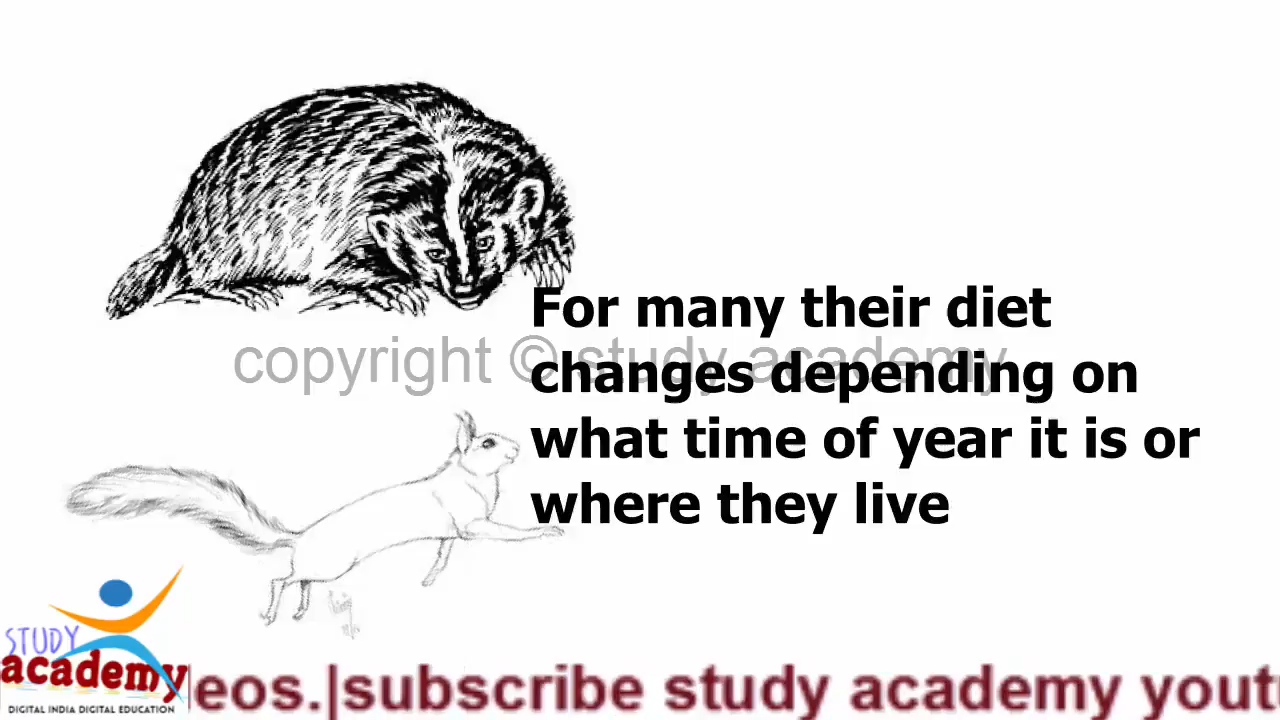 For many their diet
copyright © study academy
changes depending on
what time of year it is or
where they live
STUDY
academy
DIGITAL INDIA DIGITAL EDUCATION
eos.|subscribe study academy yout